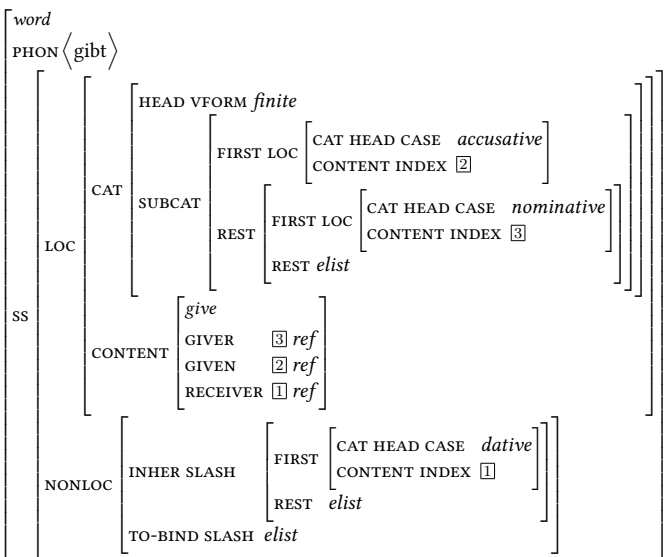 word
PHON ⟨gibt⟩
HEAD VFORM finite
FIRST LOC CAT HEAD CASE accusative
CONTENT INDEX 2
CAT SUBCAT
REST FIRST LOC CAT HEAD CASE nominative
CONTENT INDEX 3
LOC
REST elist
SS
CONTENT give
GIVER 3 ref
GIVEN 2 ref
RECEIVER 1 ref
NONLOC INHER SLASH FIRST CAT HEAD CASE dative
CONTENT INDEX 1
REST elist
TO-BIND SLASH elist